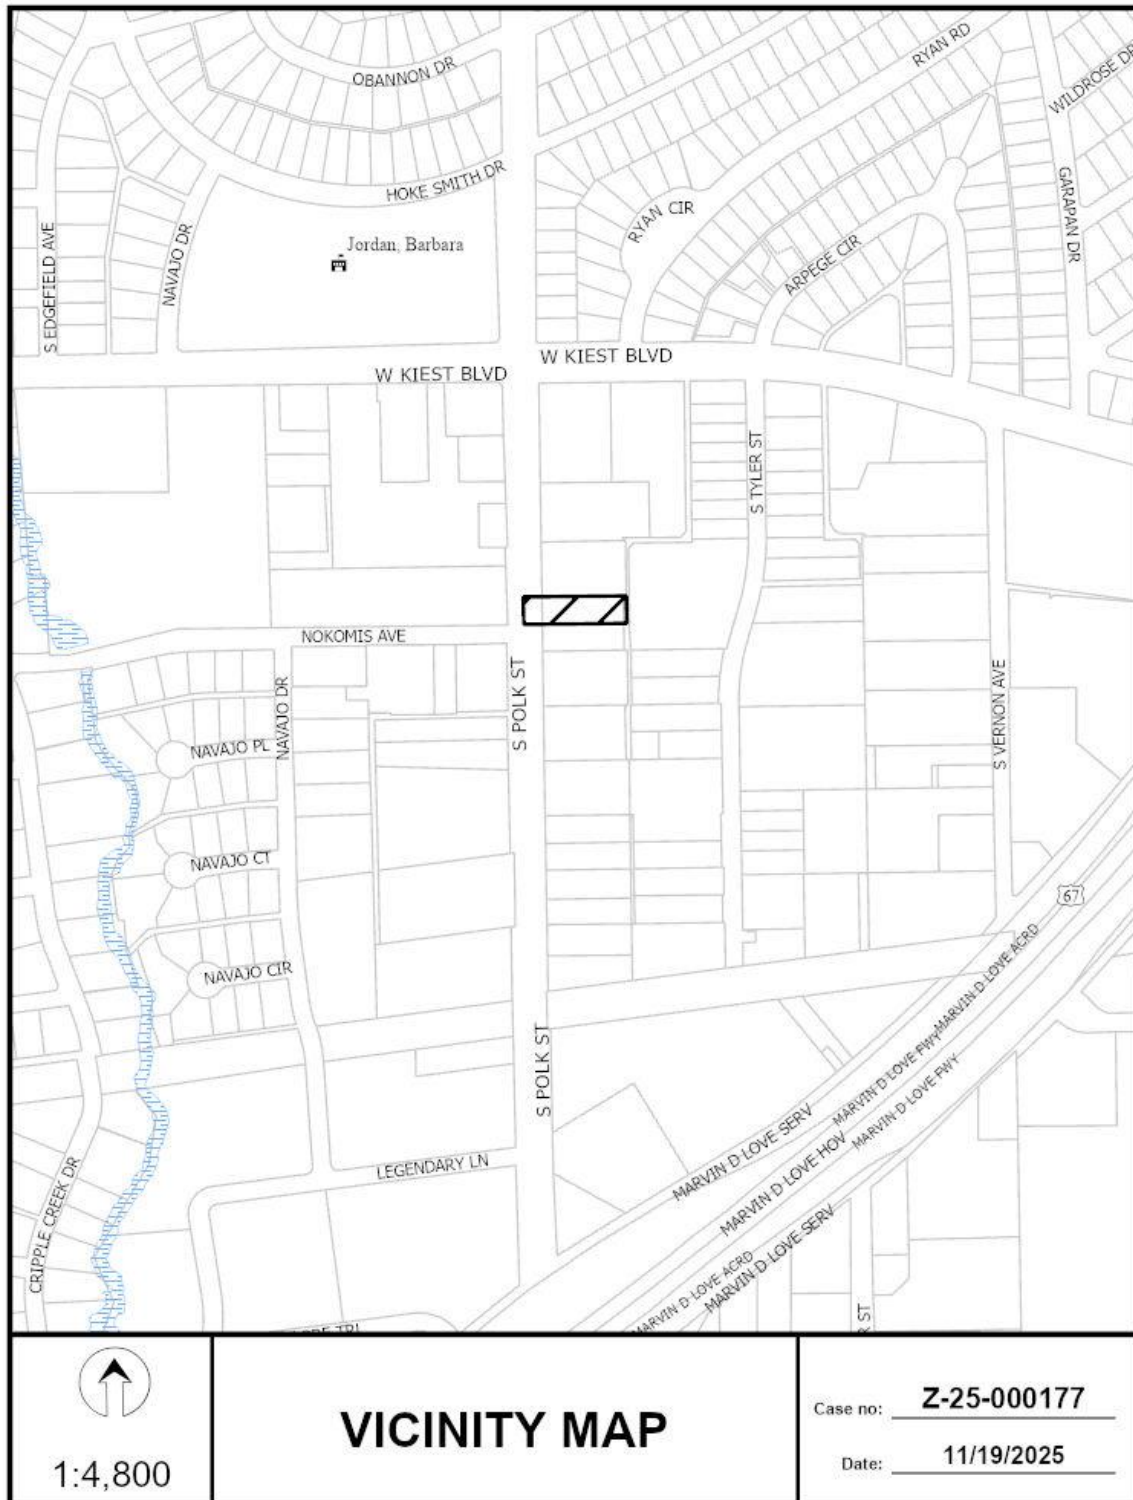 OBANNON DR
RYAN RD
WILDROSE DR
HOKE SMITH DR
GARAPAN DR
RYAN CIR
S EDGEFIELD AVE
NAVAJO DR
Jordan, Barbara
ARPEGE CIR
W KIEST BLVD
W KIEST BLVD
S TYLER ST
NOKOMIS AVE
S POLK ST
NAVAJO DR
S VERNON AVE
NAVAJO PL
NAVAJO CT
67
NAVAJO CIR
MARVIN D LOVE ACRD
S POLK ST
MARVIN D LOVE FWY
MARVIN D LOVE FWY
MARVIN D LOVE SERV
MARVIN D LOVE HOV
LEGENDARY LN
CRIPPLE CREEK DR
MARVIN D LOVE SERV
MARVIN D LOVE ACRD
ST
1:4,800
VICINITY MAP
Case no: Z-25-000177
Date: 11/19/2025